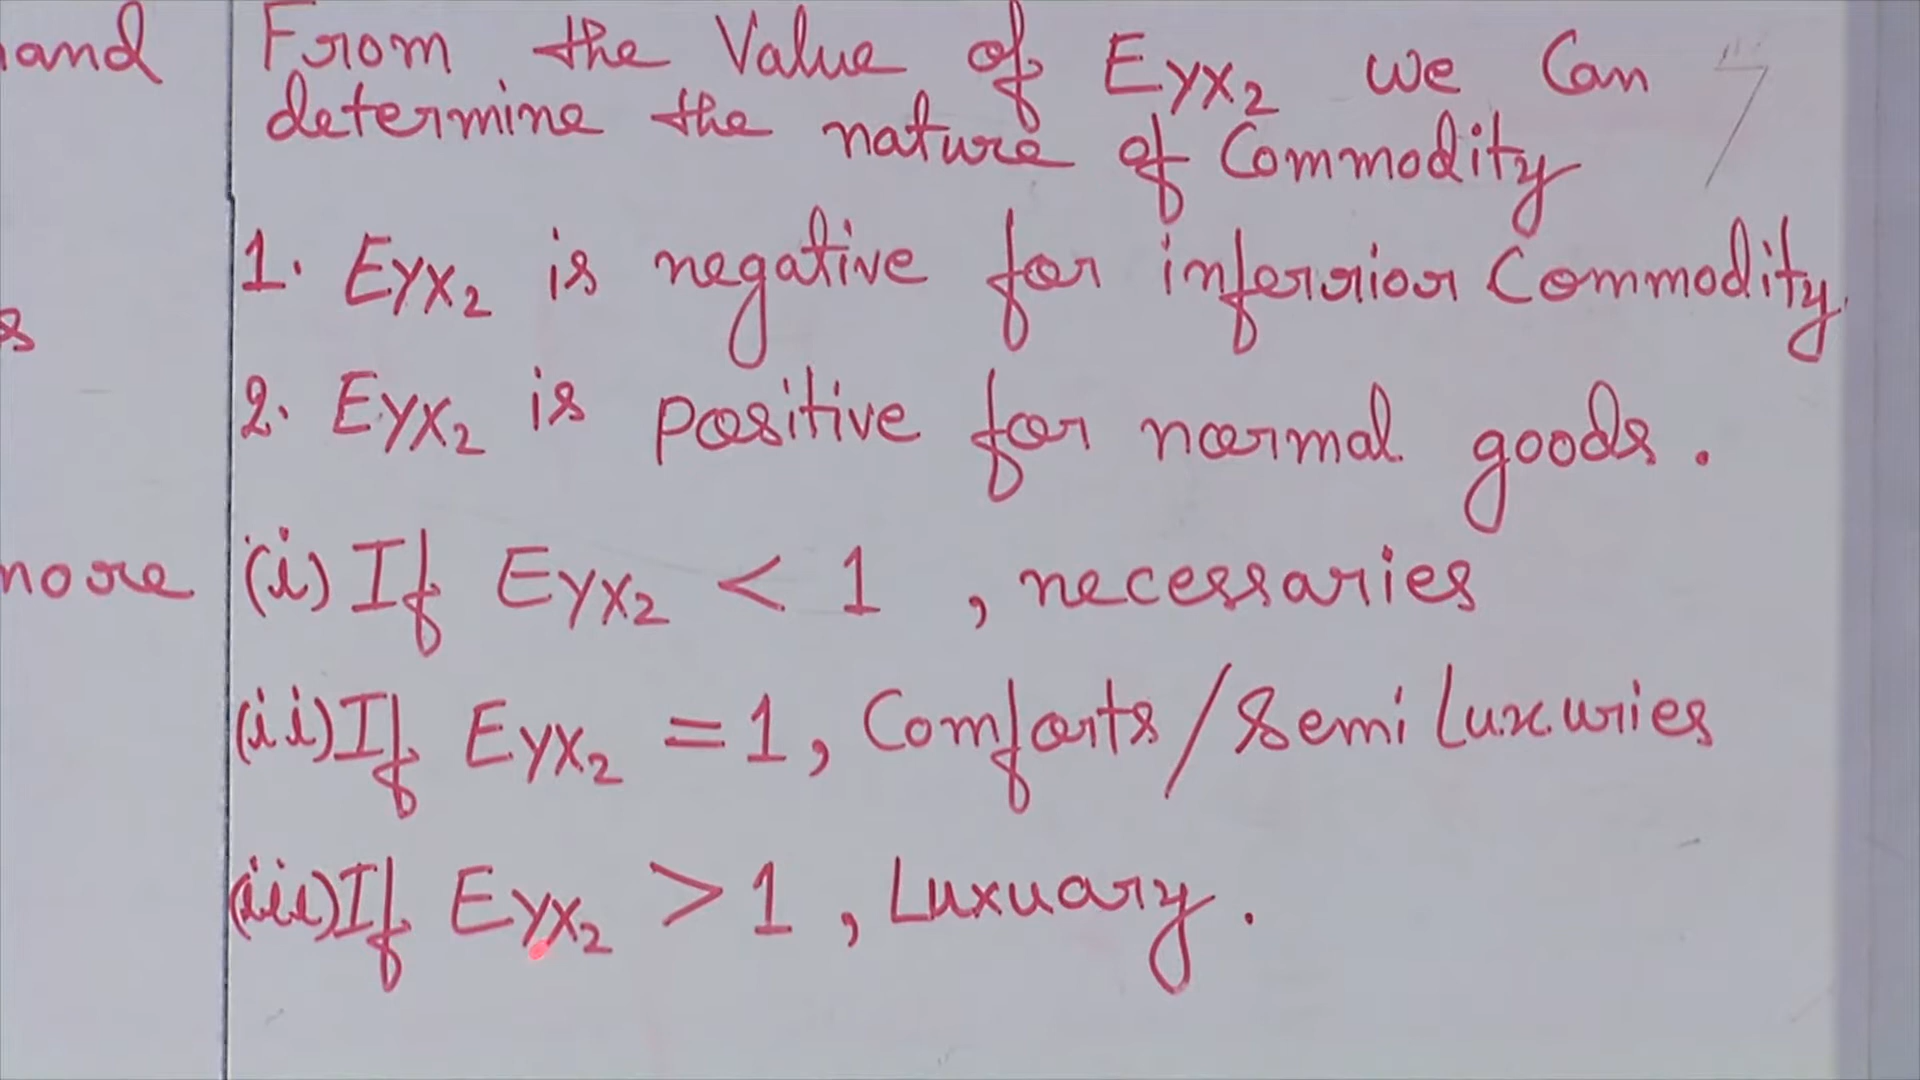 and
From the Value of EYX2 we Can
determine the nature of Commodity
1. EYX2 is negative for inferrior Commodity.
s
2. EYX2 is positive for normal goods.
more
(i) If EYX2 < 1 , necessaries
(ii) If EYX2 = 1, Comforts/Semi Luxuries
(iii) If EYX2 > 1 , Luxuary.